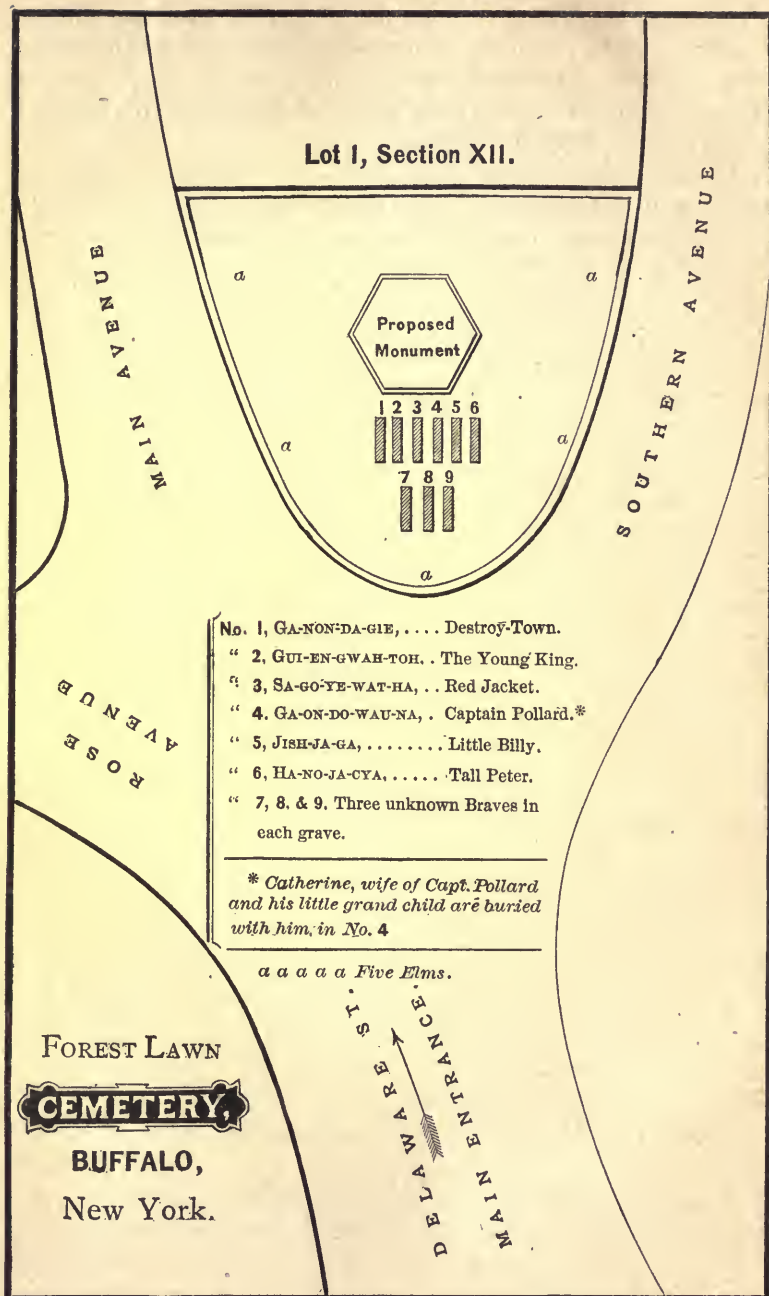 Lot 1, Section XII.
MAIN AVENUE
SOUTHERN AVENUE
a
a
Proposed
Monument
1 2 3 4 5 6
a
a
7 8 9
a
No. 1, GA-NON-DA-GIE, . . . . Destroy-Town.
“ 2, GUI-EN-GWAH-TOH, . The Young King.
“ 3, SA-GO-YE-WAT-HA, . . Red Jacket.
“ 4. GA-ON-DO-WAU-NA, . Captain Pollard.*
“ 5, JISH-JA-GA, . . . . . . . . Little Billy.
“ 6, HA-NO-JA-CYA, . . . . . Tall Peter.
“ 7, 8. & 9. Three unknown Braves in
each grave.
* Catherine, wife of Capt. Pollard
and his little grand child are buried
with him, in No. 4
a a a a a Five Elms.
ROSE
AVENUE
DELAWARE ST.
MAIN ENTRANCE.
FOREST LAWN
CEMETERY,
BUFFALO,
New York.